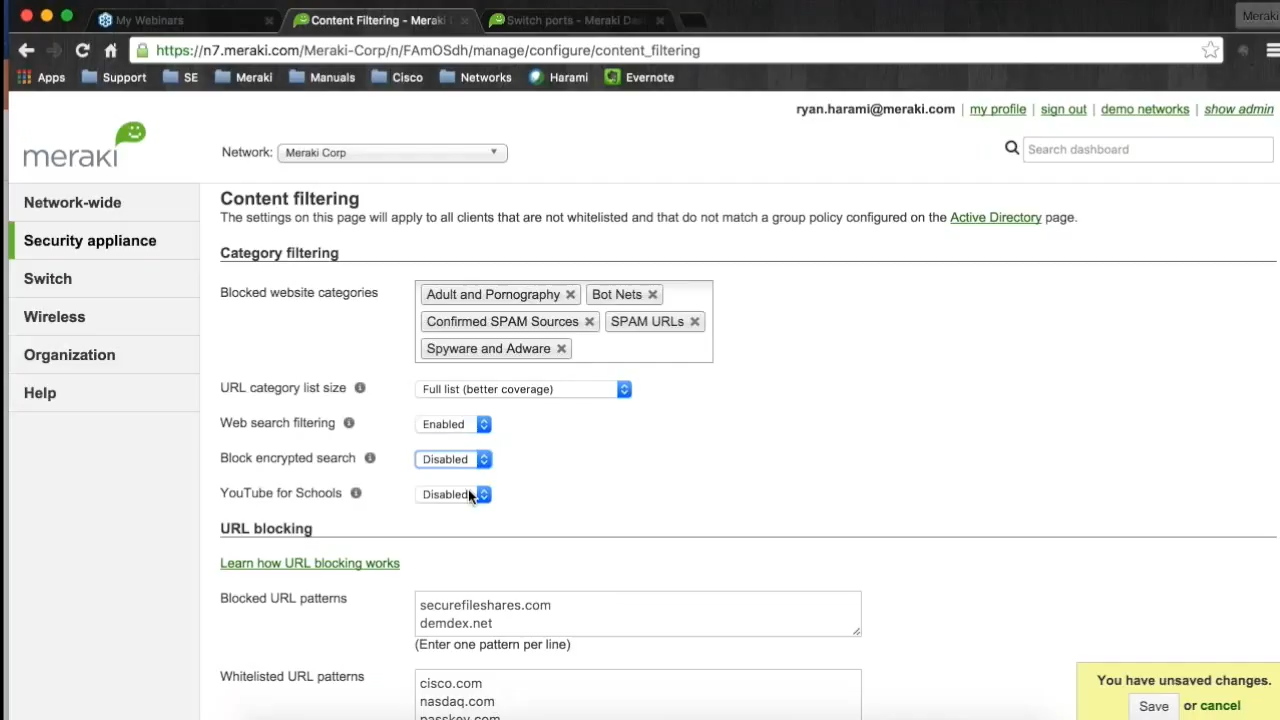 My Webinars
Content Filtering - Meraki
Switch ports - Meraki Da
Meraki
https://n7.meraki.com/Meraki-Corp/n/FAmOSdh/manage/configure/content_filtering
Apps Support SE Meraki Manuals Cisco Networks Harami Evernote
ryan.harami@meraki.com | my profile | sign out | demo networks | show admin
meraki
Network: Meraki Corp
Search dashboard
Network-wide
Security appliance
Switch
Wireless
Organization
Help
Content filtering
The settings on this page will apply to all clients that are not whitelisted and that do not match a group policy configured on the Active Directory page.
Category filtering
Blocked website categories
Adult and Pornography Bot Nets
Confirmed SPAM Sources SPAM URLs
Spyware and Adware
URL category list size Full list (better coverage)
Web search filtering Enabled
Block encrypted search Disabled
YouTube for Schools Disabled
URL blocking
Learn how URL blocking works
Blocked URL patterns
securefileshares.com
demdex.net
(Enter one pattern per line)
Whitelisted URL patterns
cisco.com
nasdaq.com
passkey.com
You have unsaved changes.
Save or cancel